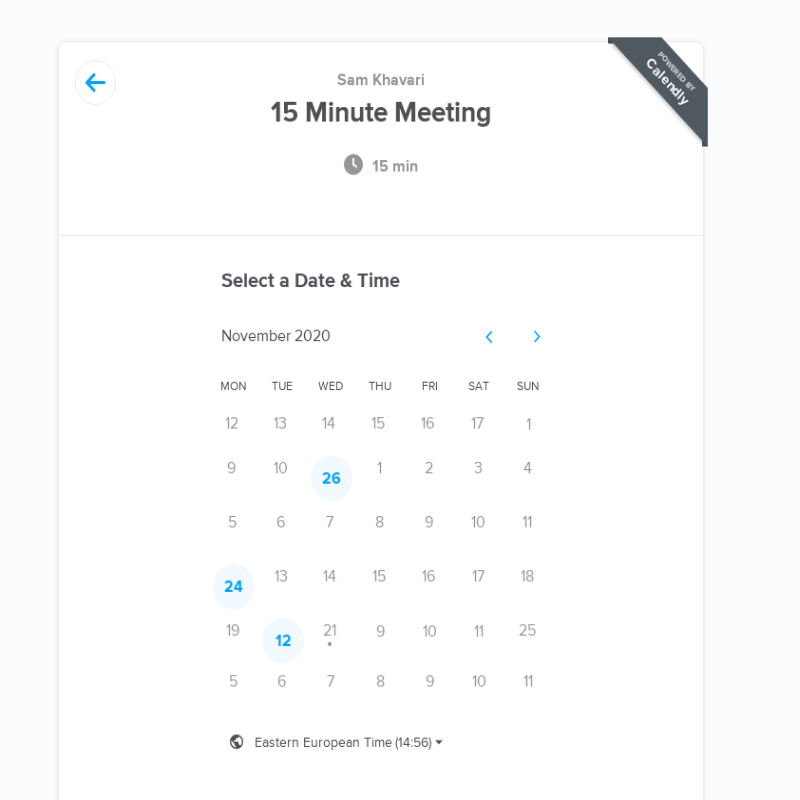 POWERED BY
Calendly
Sam Khavari
15 Minute Meeting
15 min
Select a Date & Time
November 2020
MON TUE WED THU FRI SAT SUN
12 13 14 15 16 17 1
9 10 26 1 2 3 4
5 6 7 8 9 10 11
24 13 14 15 16 17 18
19 12 21 9 10 11 25
5 6 7 8 9 10 11
Eastern European Time (14:56)